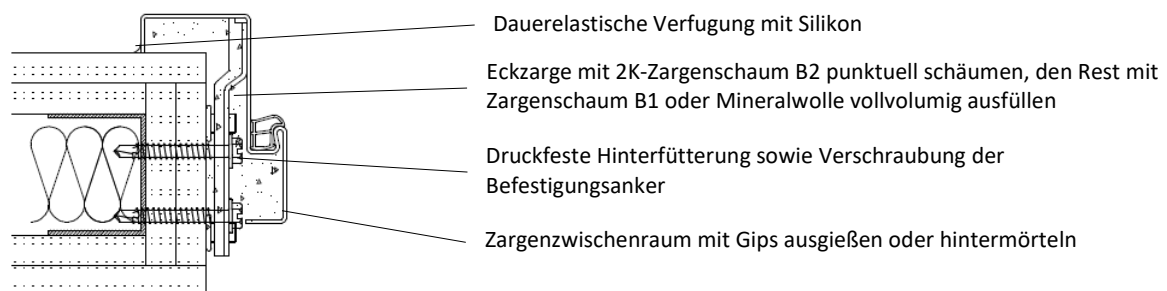 Dauerelastische Verfugung mit Silikon
Eckzarge mit 2K-Zargenschaum B2 punktuell schäumen, den Rest mit
Zargenschaum B1 oder Mineralwolle vollvolumig ausfüllen
Druckfeste Hinterfütterung sowie Verschraubung der
Befestigungsanker
Zargenzwischenraum mit Gips ausgießen oder hintermörteln